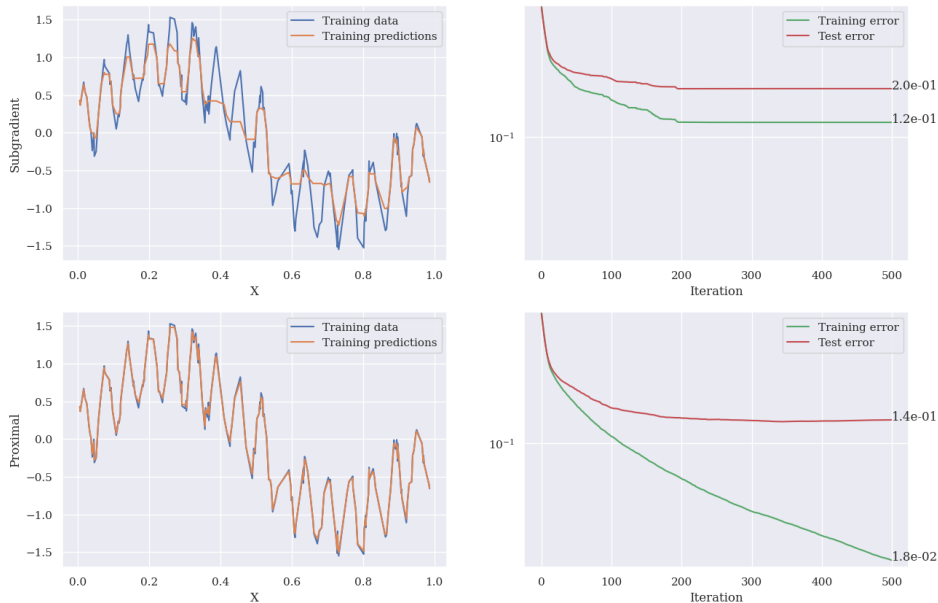 Subgradient
1.5
1.0
0.5
0.0
−0.5
−1.0
−1.5
Training data
Training predictions
0.0 0.2 0.4 0.6 0.8 1.0
X
10⁻¹
Training error
Test error
2.0e-01
1.2e-01
0 100 200 300 400 500
Iteration
Proximal
1.5
1.0
0.5
0.0
−0.5
−1.0
−1.5
Training data
Training predictions
0.0 0.2 0.4 0.6 0.8 1.0
X
10⁻¹
Training error
Test error
1.4e-01
1.8e-02
0 100 200 300 400 500
Iteration